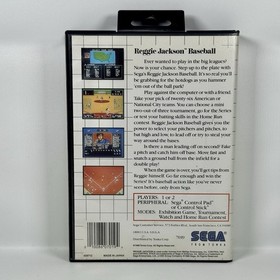 Reggie Jackson™ Baseball
Ever wanted to play in the big leagues?
Now is your chance. Step up to the plate with
Sega's Reggie Jackson Baseball. It's so real you'll
be grabbing for the hotdogs as you hammer
'em out of the ball park!
Play against the computer or with a friend.
Take your pick of twenty-six American or
National City teams. You can choose a mini
two-out of three tournament, go for the Series
or test your batting skills in the Home Run
contest. Reggie Jackson Baseball gives you the
power to select your pitchers and pitches, to
bat high and low, to lead off or try to steal your
way around the bases.
Is there a man leading off on second? Fake
a pitch and catch him off base. Move fast and
snatch up a ground ball from the infield for a
double play!
When the game is over you'll get tips from
Reggie himself. Go for enough and win the
Series! It's baseball action like you've never
seen before, only from Sega.
PLAYERS: 1 or 2
PERIPHERAL: Sega® Control Pad®
or Control Stick™
MODES: Exhibition Game, Tournament,
Watch and Home Run Contest
SEGA®